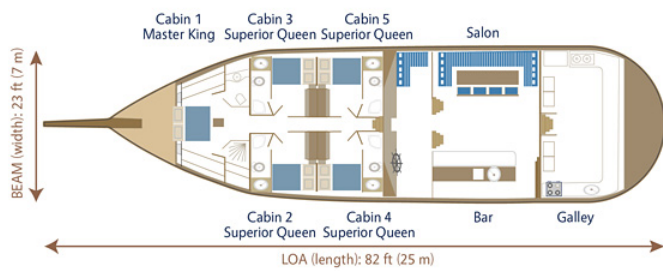 Cabin 1
Master King
Cabin 3
Superior Queen
Cabin 5
Superior Queen
Salon
BEAM (width): 23 ft (7 m)
Cabin 2
Superior Queen
Cabin 4
Superior Queen
Bar
Galley
LOA (length): 82 ft (25 m)